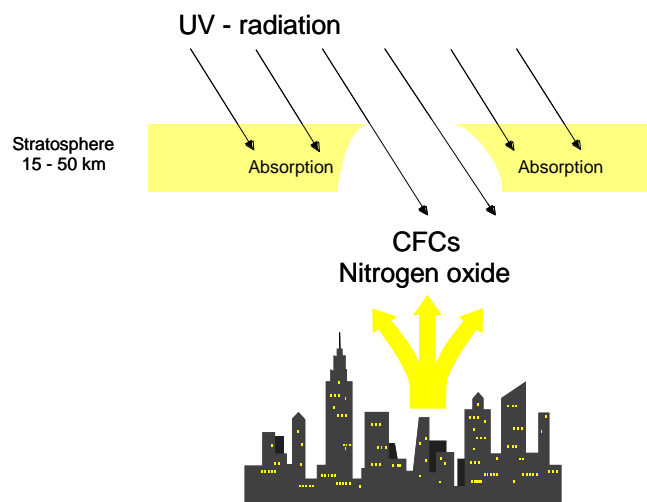 UV - radiation
Stratosphere
15 - 50 km
Absorption
Absorption
CFCs
Nitrogen oxide